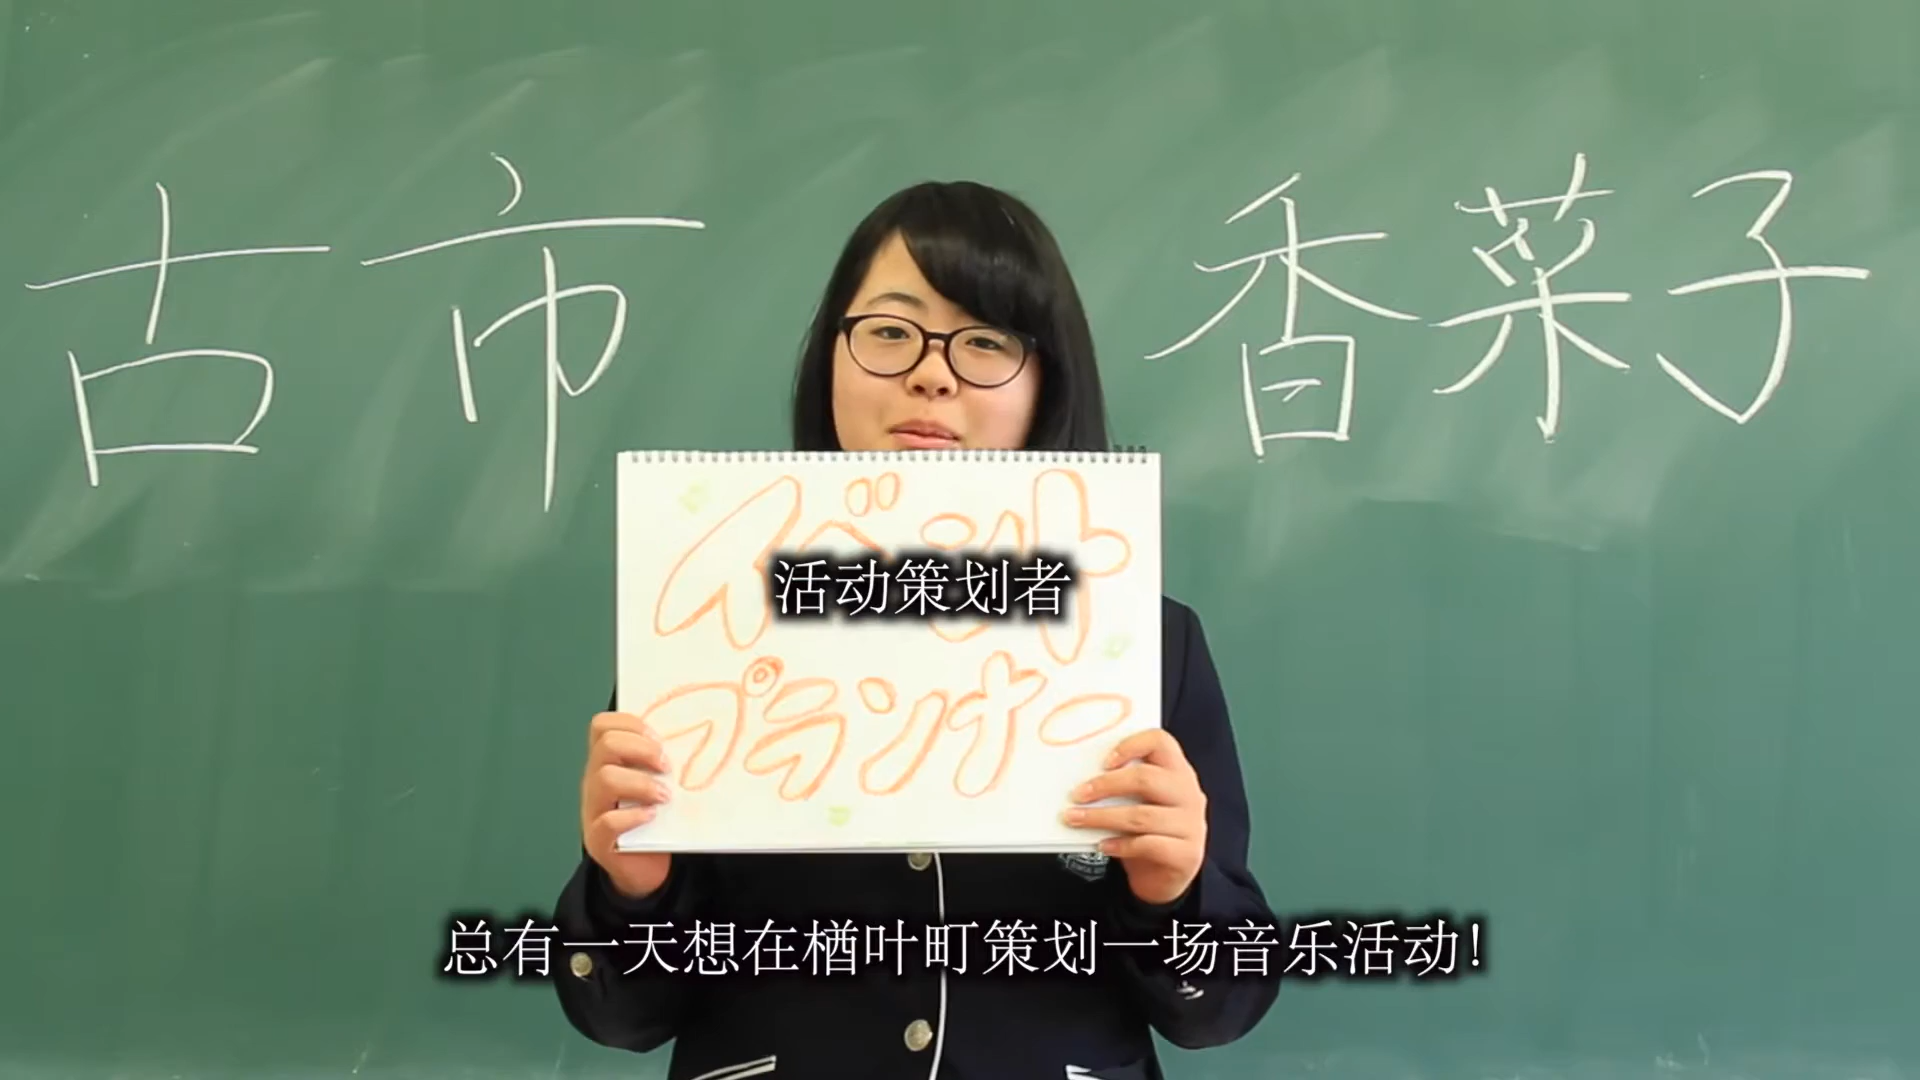 古市 香菜子
イベント
活动策划者
プランナー
总有一天想在楢叶町策划一场音乐活动!